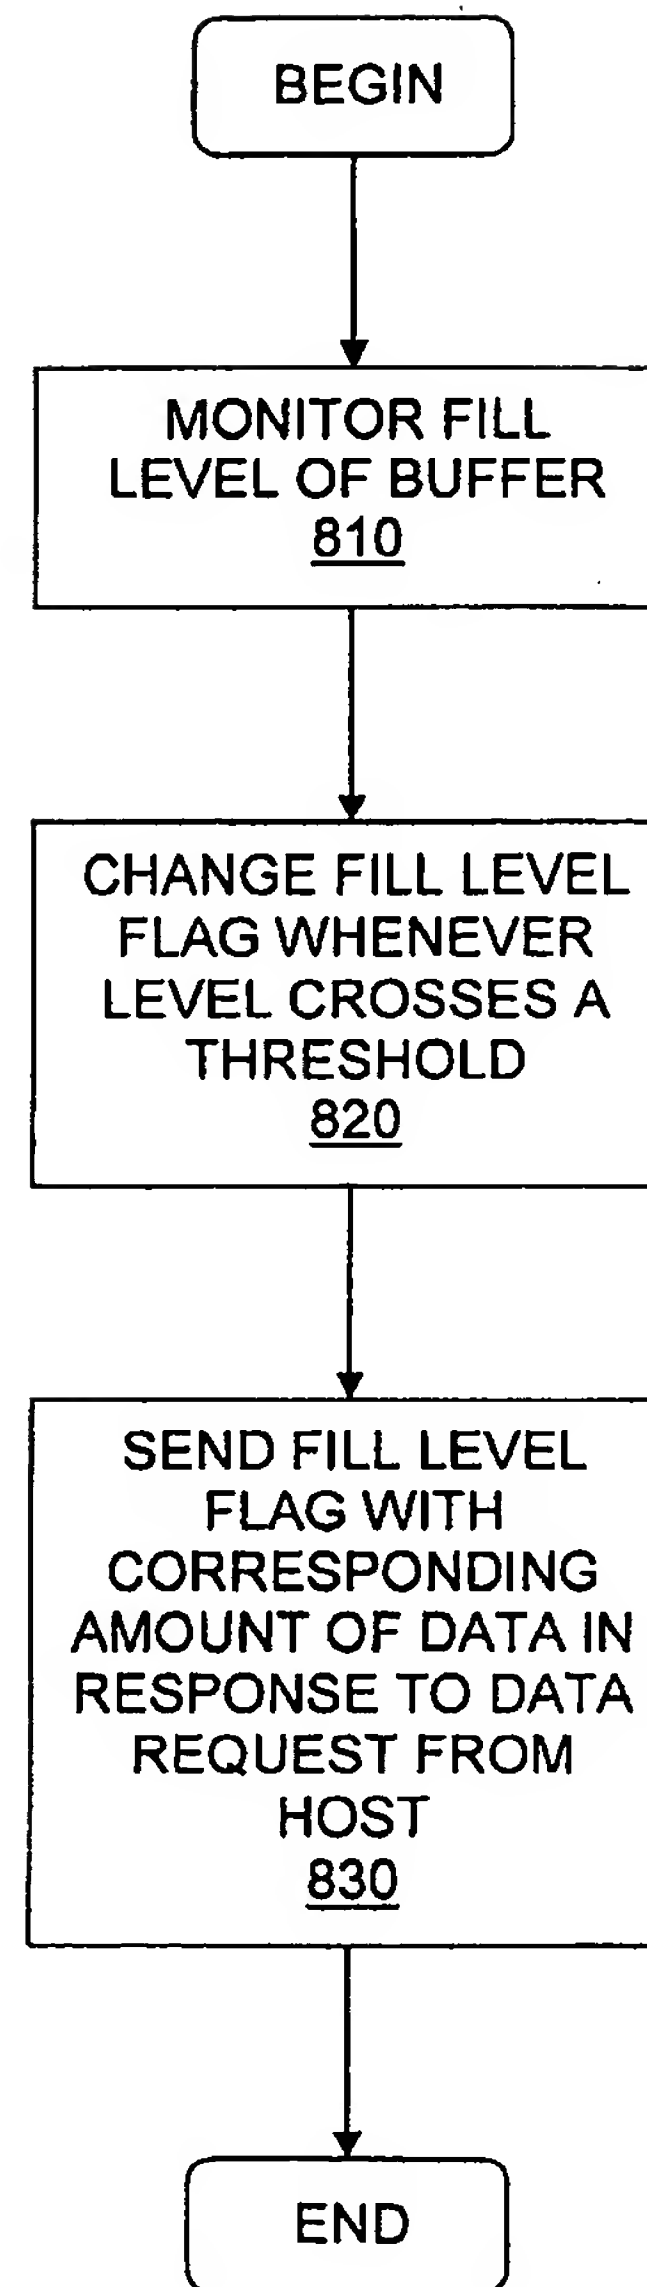 BEGIN
MONITOR FILL
LEVEL OF BUFFER
810
CHANGE FILL LEVEL
FLAG WHENEVER
LEVEL CROSSES A
THRESHOLD
820
SEND FILL LEVEL
FLAG WITH
CORRESPONDING
AMOUNT OF DATA IN
RESPONSE TO DATA
REQUEST FROM
HOST
830
END